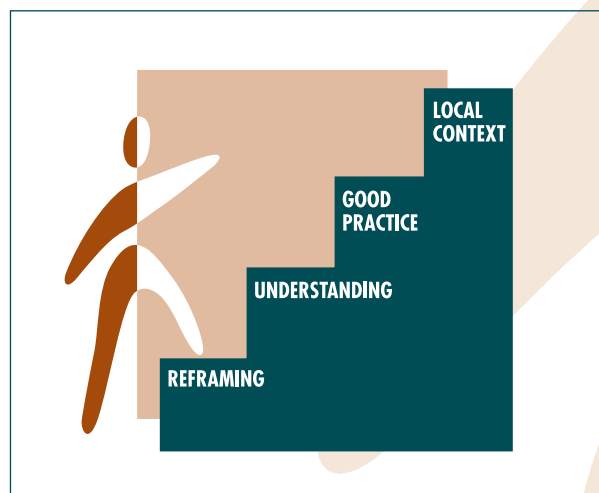 LOCAL
CONTEXT
GOOD
PRACTICE
UNDERSTANDING
REFRAMING